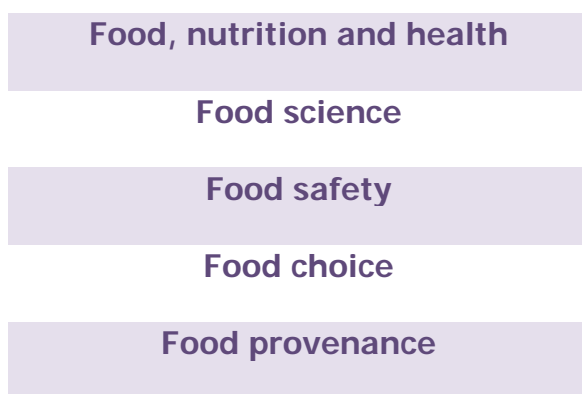 Food, nutrition and health
Food science
Food safety
Food choice
Food provenance